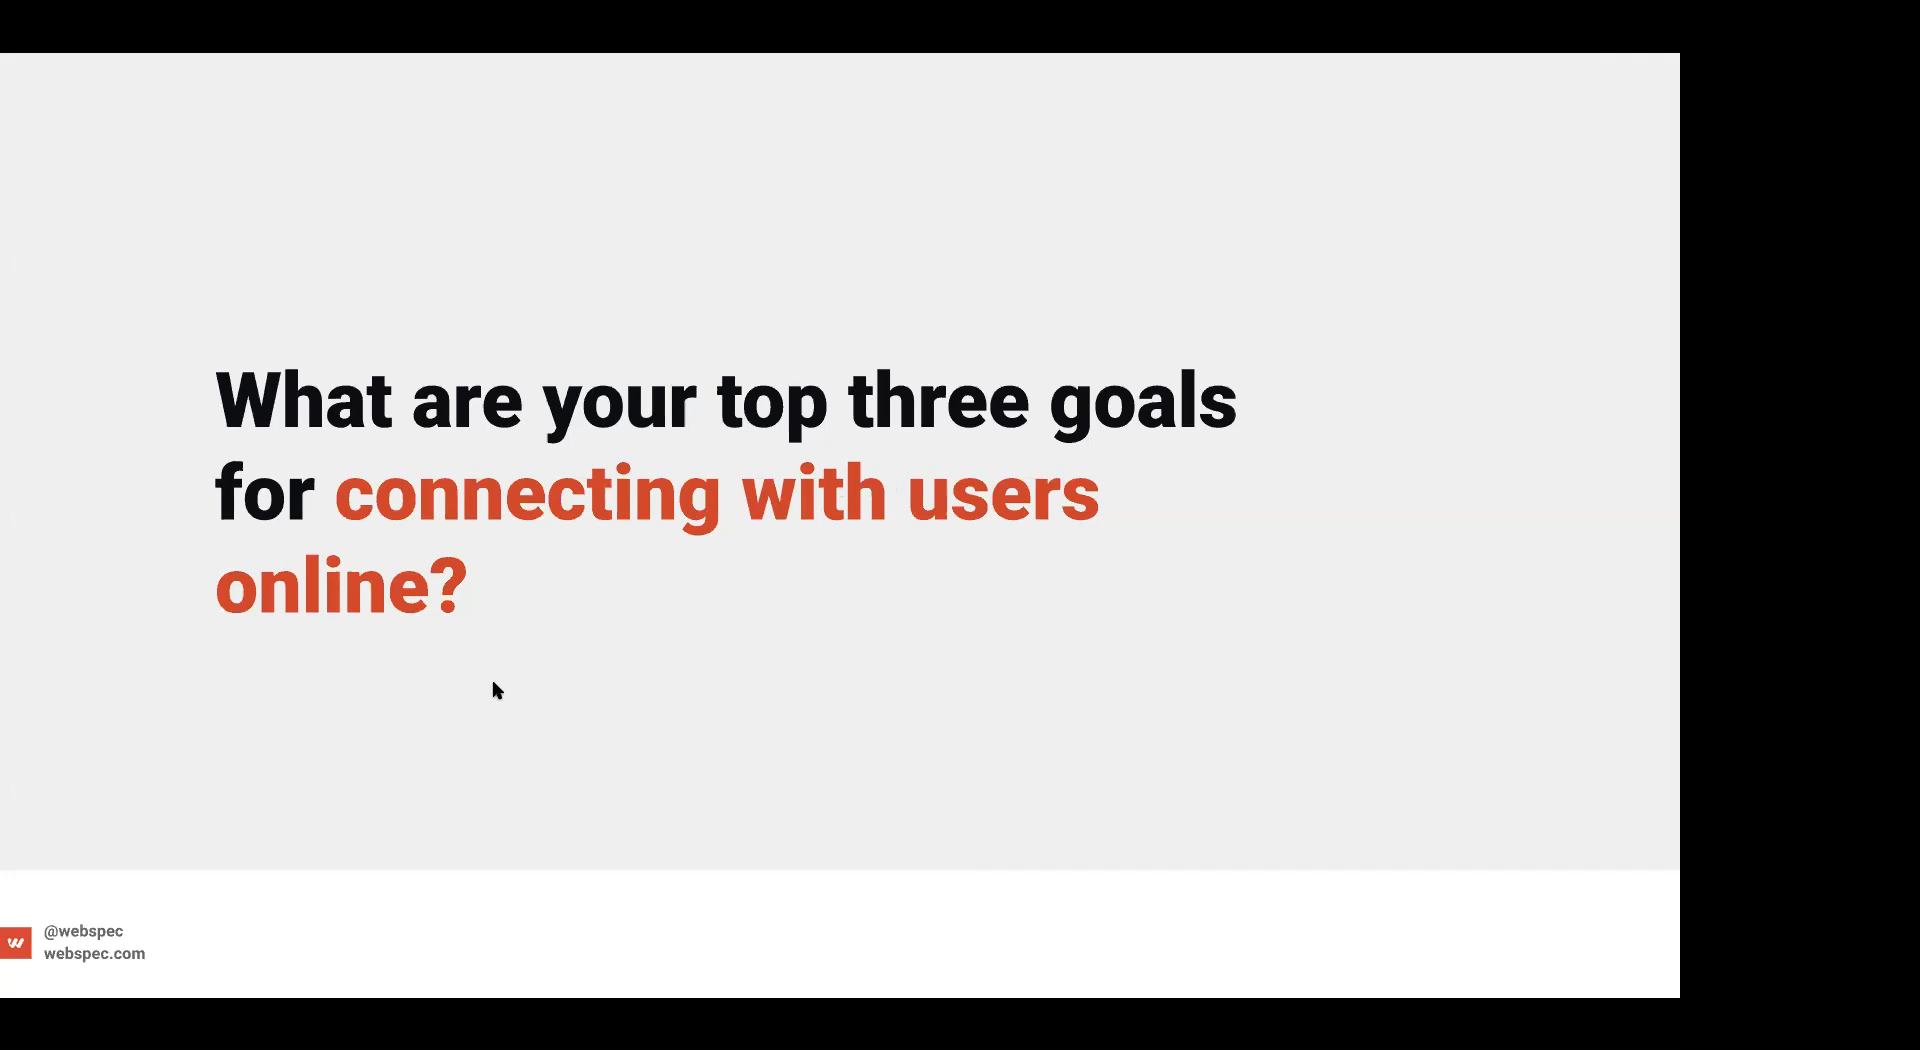 What are your top three goals
for connecting with users
online?
@webspec
webspec.com